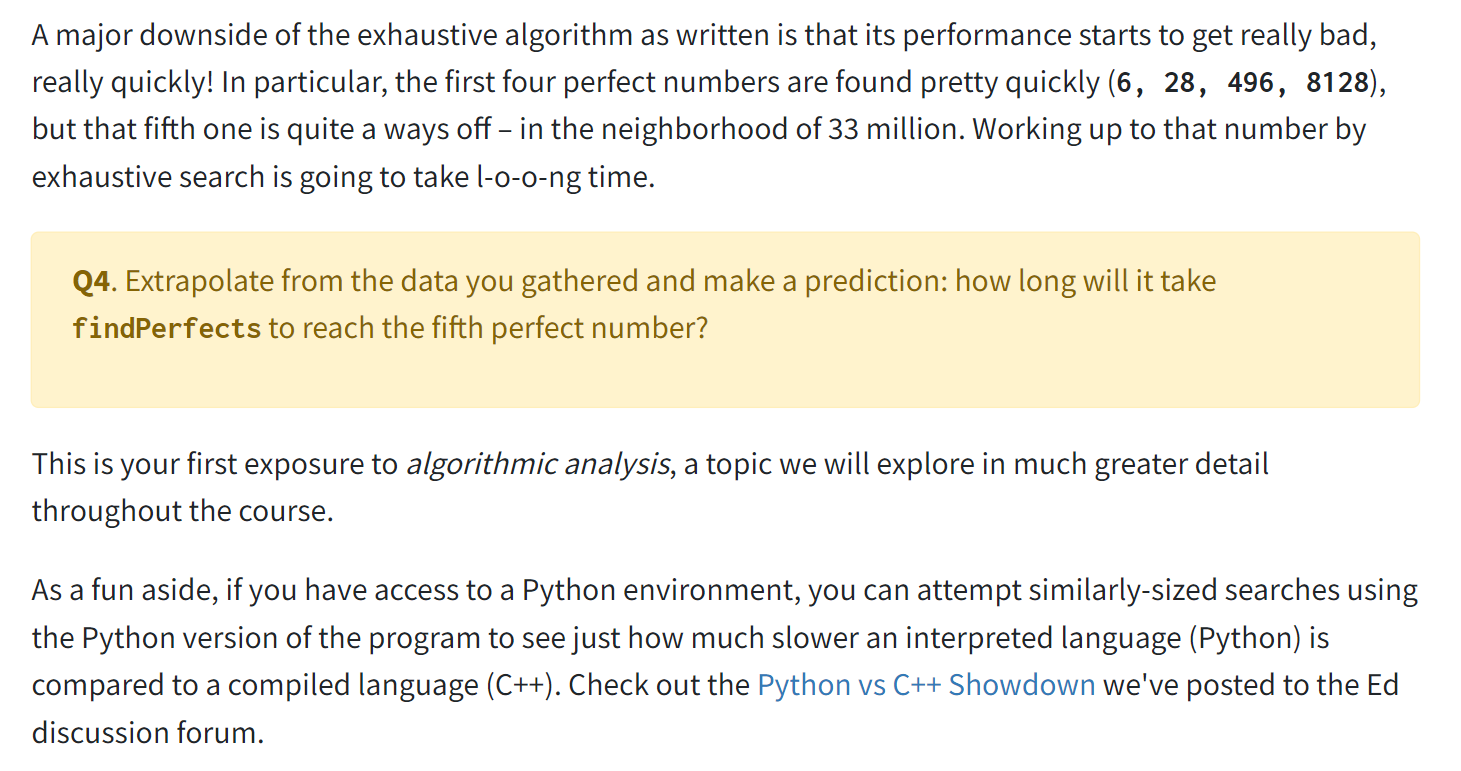 A major downside of the exhaustive algorithm as written is that its performance starts to get really bad,
really quickly! In particular, the first four perfect numbers are found pretty quickly (6, 28, 496, 8128),
but that fifth one is quite a ways off – in the neighborhood of 33 million. Working up to that number by
exhaustive search is going to take l-o-o-ng time.
Q4. Extrapolate from the data you gathered and make a prediction: how long will it take
findPerfects to reach the fifth perfect number?
This is your first exposure to algorithmic analysis, a topic we will explore in much greater detail
throughout the course.
As a fun aside, if you have access to a Python environment, you can attempt similarly-sized searches using
the Python version of the program to see just how much slower an interpreted language (Python) is
compared to a compiled language (C++). Check out the Python vs C++ Showdown we've posted to the Ed
discussion forum.